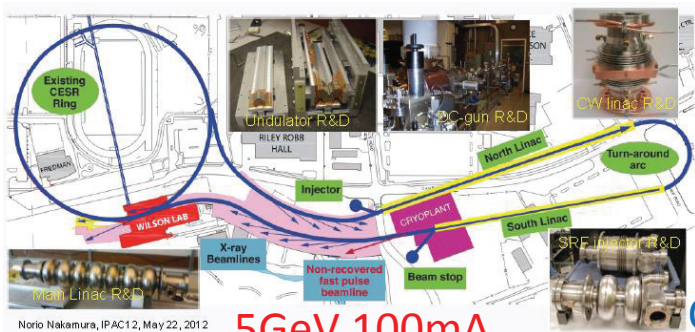 Existing
CESR
Ring
Undulator R&D
DC-gun R&D
CW linac R&D
FREDMAN
RILEY ROBB
HALL
North Linac
Turn-around
arc
Injector
CRYOPLANT
WILSON LAB
South Linac
X-ray
Beamlines
Non-recovered
fast pulse
beamline
Beam stop
SRF injector R&D
Main Linac R&D
Norio Nakamura, IPAC12, May 22, 2012
5GeV 100mA